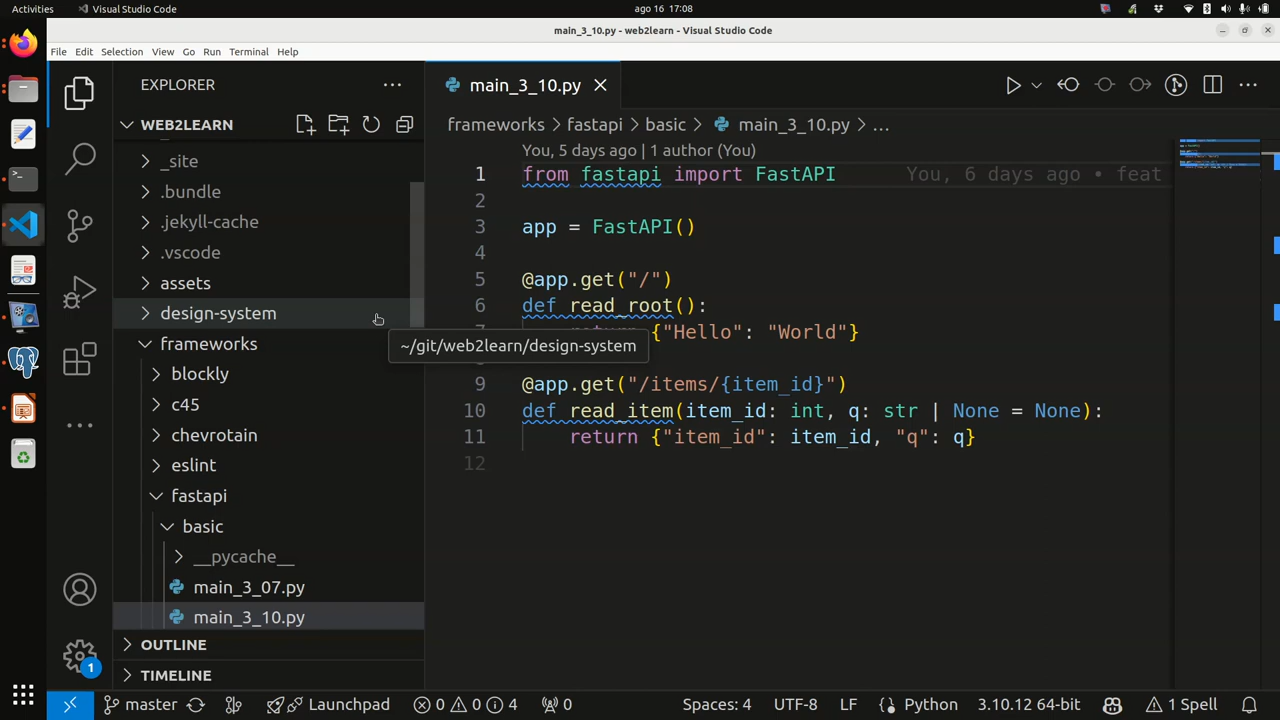 Activities
Visual Studio Code
ago 16 17:08
main_3_10.py - web2learn - Visual Studio Code
File Edit Selection View Go Run Terminal Help
EXPLORER
WEB2LEARN
_site
.bundle
.jekyll-cache
.vscode
assets
design-system
~/git/web2learn/design-system
frameworks
blockly
c45
chevrotain
eslint
fastapi
basic
__pycache__
main_3_07.py
main_3_10.py
OUTLINE
TIMELINE
1
main_3_10.py
frameworks > fastapi > basic > main_3_10.py > ...
You, 5 days ago | 1 author (You)
1 from fastapi import FastAPI You, 6 days ago • feat
2
3 app = FastAPI()
4
5 @app.get("/")
6 def read_root():
return {"Hello": "World"}
9 @app.get("/items/{item_id}")
10 def read_item(item_id: int, q: str | None = None):
11 return {"item_id": item_id, "q": q}
12
master Launchpad 0 0 4 0 Spaces: 4 UTF-8 LF Python 3.10.12 64-bit 1 Spell